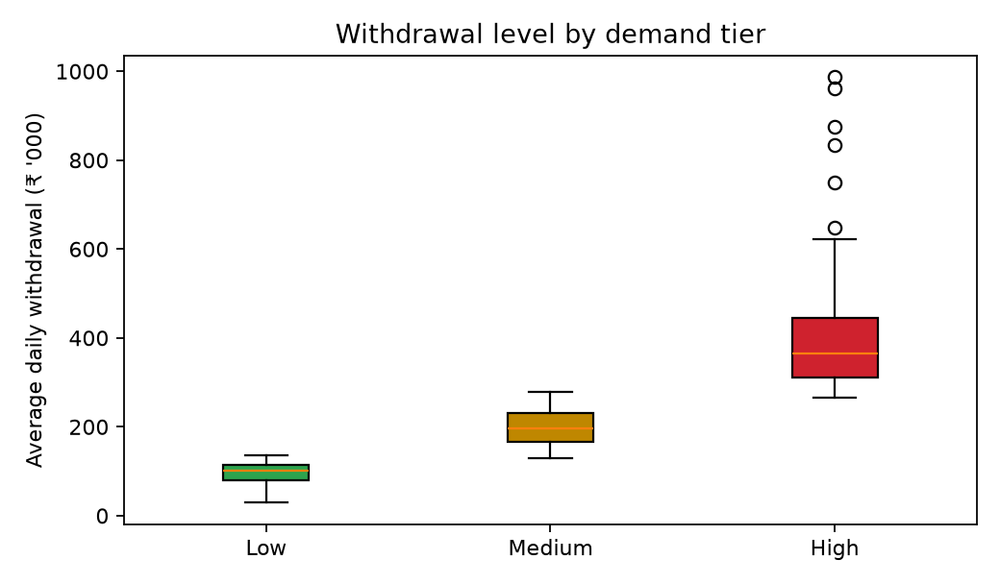 Withdrawal level by demand tier
Average daily withdrawal (₹ '000)
1000
800
600
400
200
0
Low
Medium
High